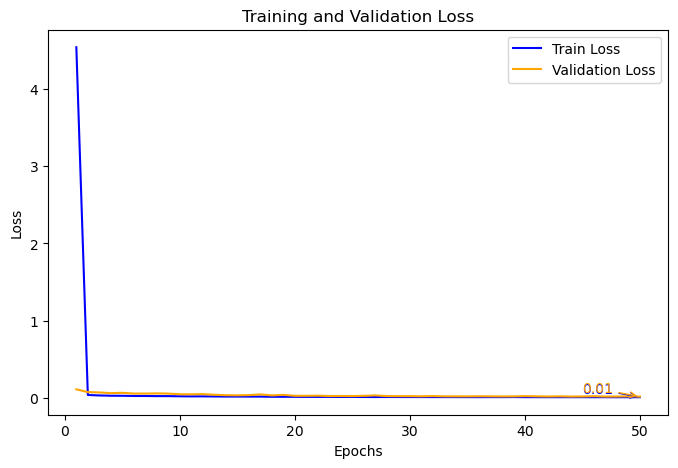 Training and Validation Loss
Train Loss
Validation Loss
Loss
4
3
2
1
0
0.01
0 10 20 30 40 50
Epochs